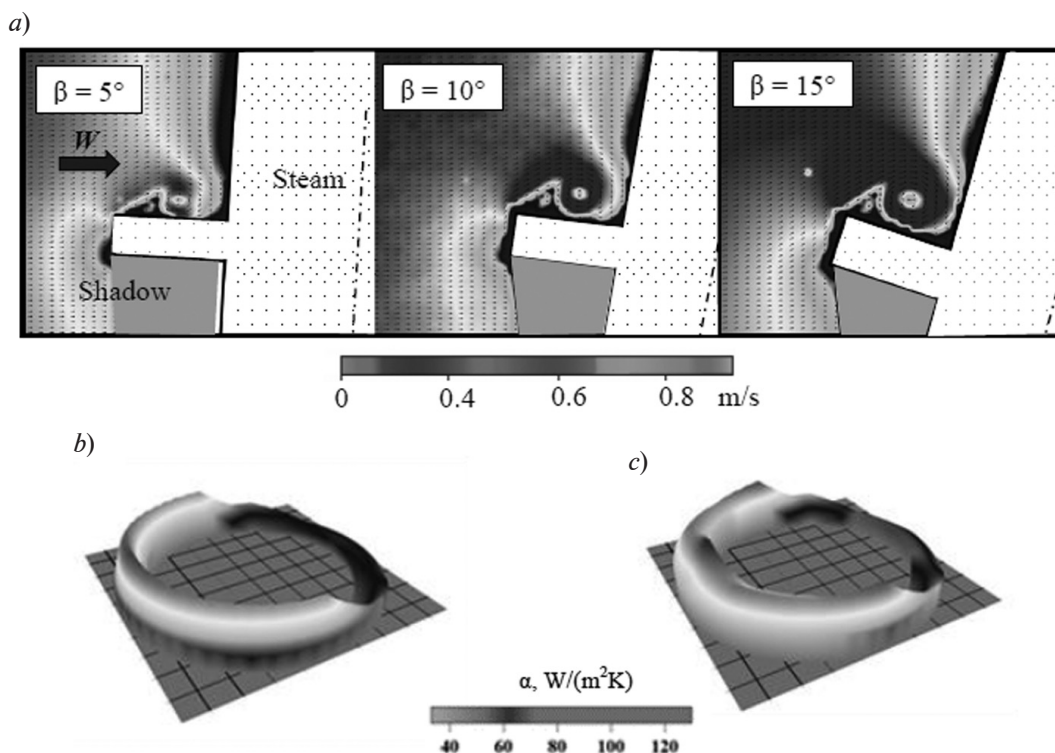 a)
β = 5°
β = 10°
β = 15°
W
Steam
Shadow
0 0.4 0.6 0.8 m/s
b)
c)
α, W/(m²K)
40 60 80 100 120